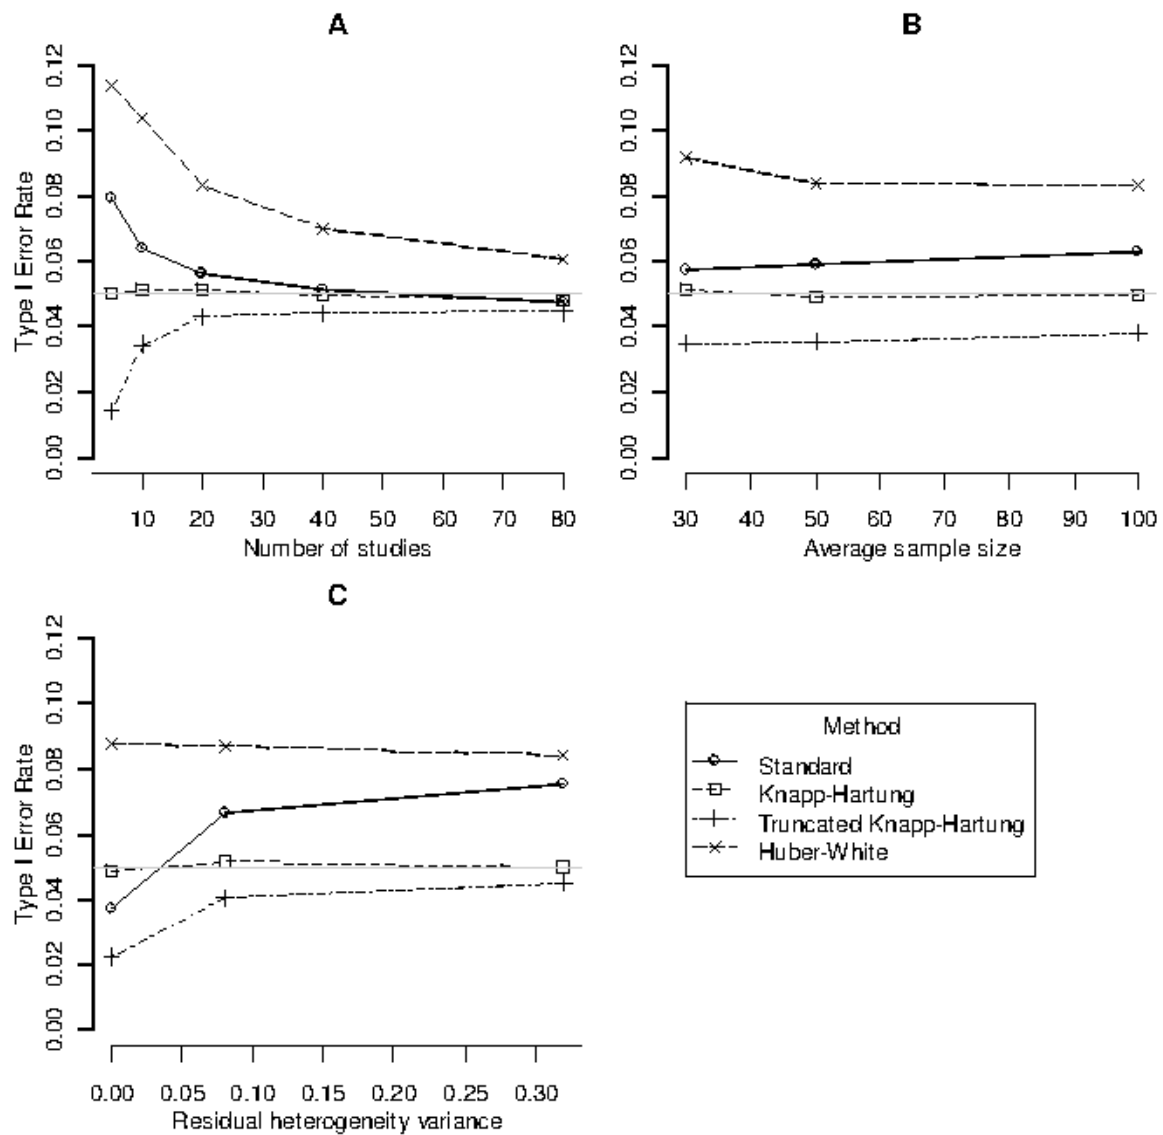 A
Type I Error Rate
0.12
0.10
0.08
0.06
0.04
0.02
0.00
10 20 30 40 50 60 70 80
Number of studies
B
0.12
0.10
0.08
0.06
0.04
0.02
0.00
30 40 50 60 70 80 90 100
Average sample size
C
Type I Error Rate
0.12
0.10
0.08
0.06
0.04
0.02
0.00
0.00 0.05 0.10 0.15 0.20 0.25 0.30
Residual heterogeneity variance
Method
Standard
Knapp-Hartung
Truncated Knapp-Hartung
Huber-White